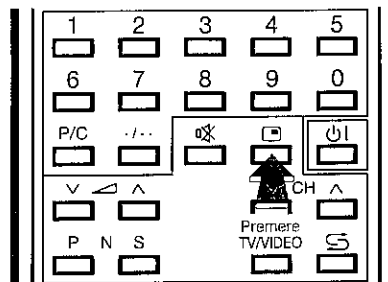 1 2 3 4 5
6 7 8 9 0
P/C -/--
CH
P N S
Premere
TV/VIDEO